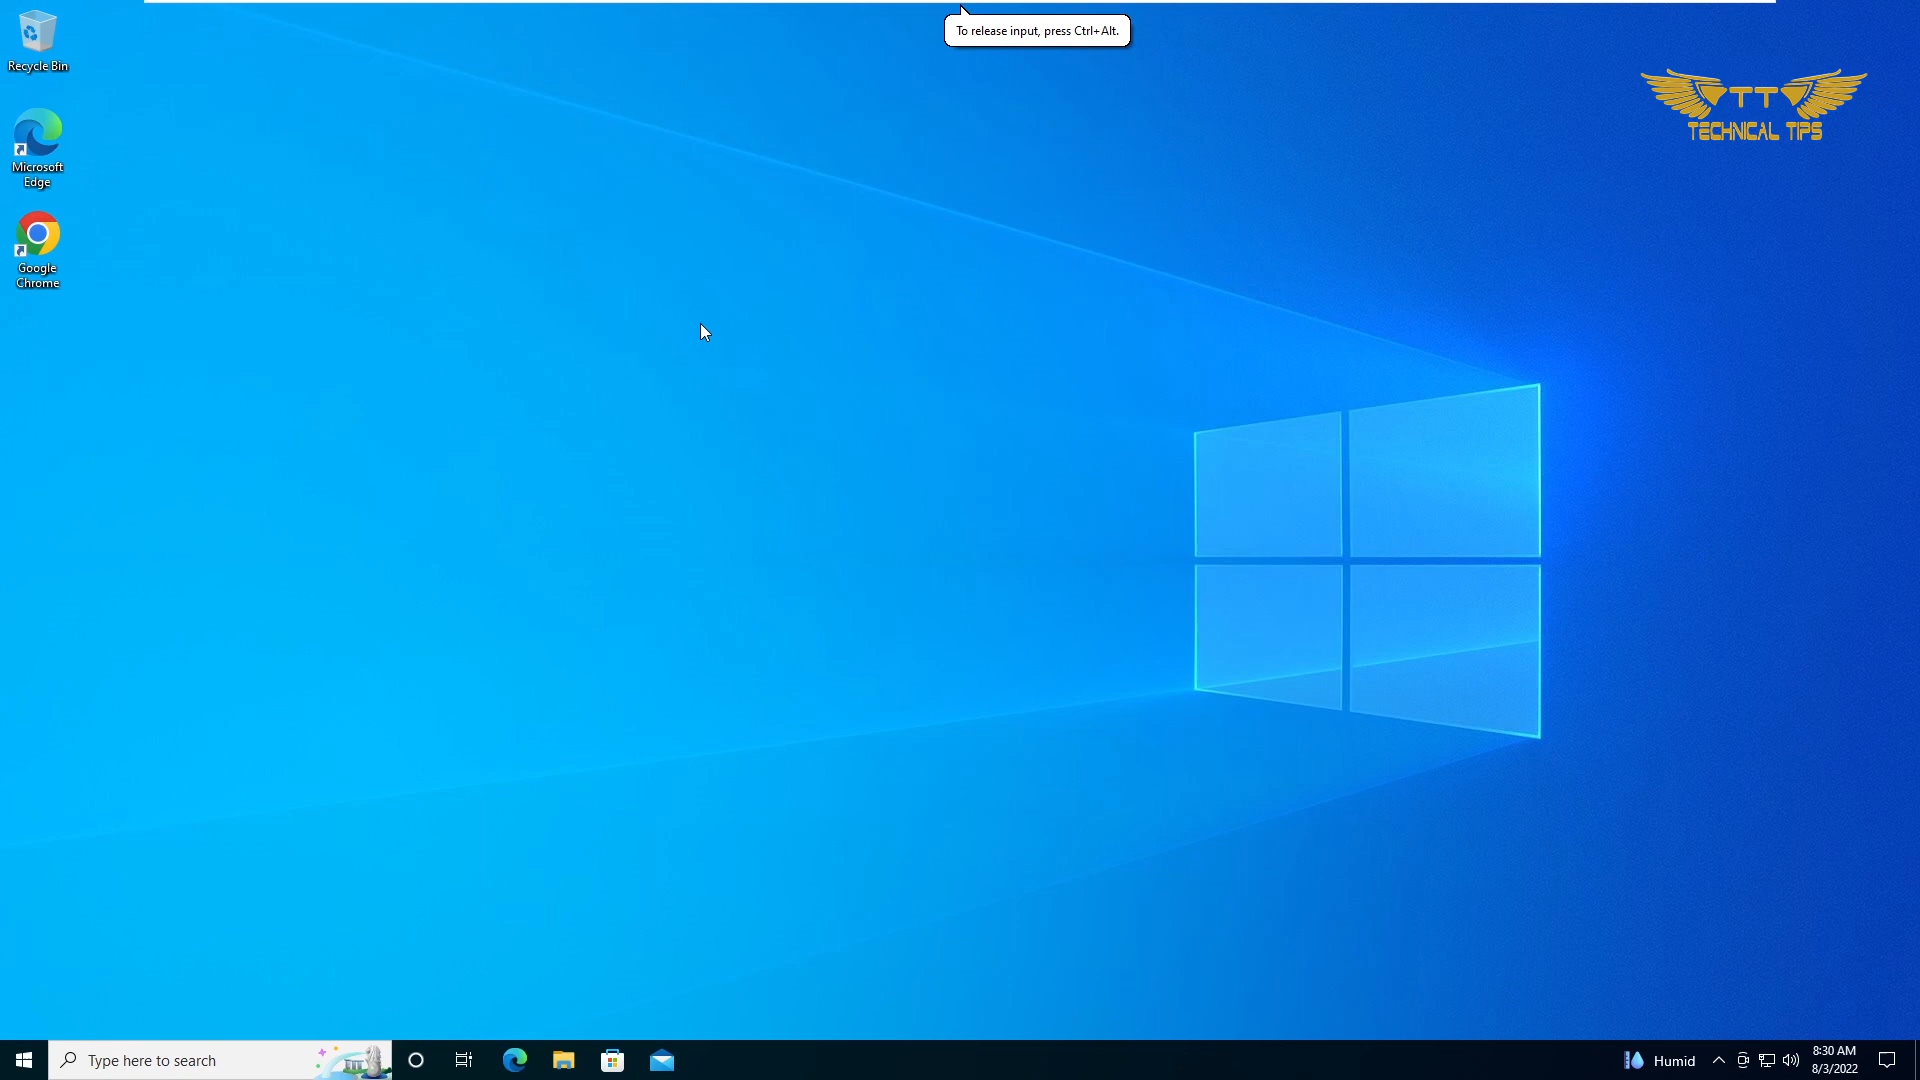 To release input, press Ctrl+Alt.
Recycle Bin
TT
TECHNICAL TIPS
Microsoft
Edge
Google
Chrome
Type here to search
Humid
8:30 AM
8/3/2022